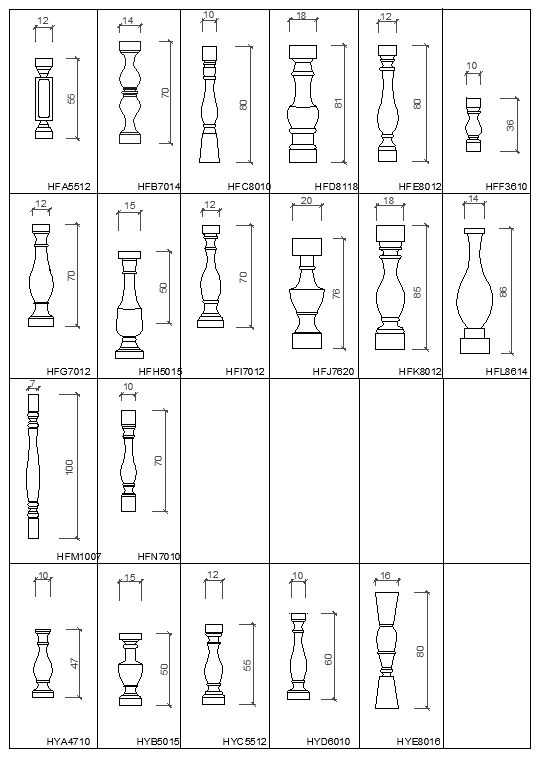 12 14 10 18 12 10
55 70 80 81 80 36
HFA5512 HFB7014 HFC8010 HFD8118 HFE8012 HFF3610
12 15 12 20 18 14
70 50 70 76 85 86
HFG7012 HFH5015 HFI7012 HFJ7620 HFK8012 HFL8614
7 10
100 70
HFM1007 HFN7010
10 15 12 10 16
47 50 55 60 80
HYA4710 HYB5015 HYC5512 HYD6010 HYE8016